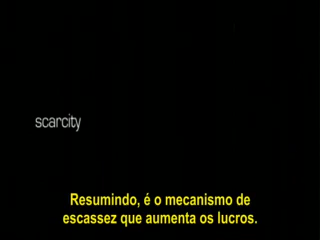 scarcity
Resumindo, é o mecanismo de
escassez que aumenta os lucros.